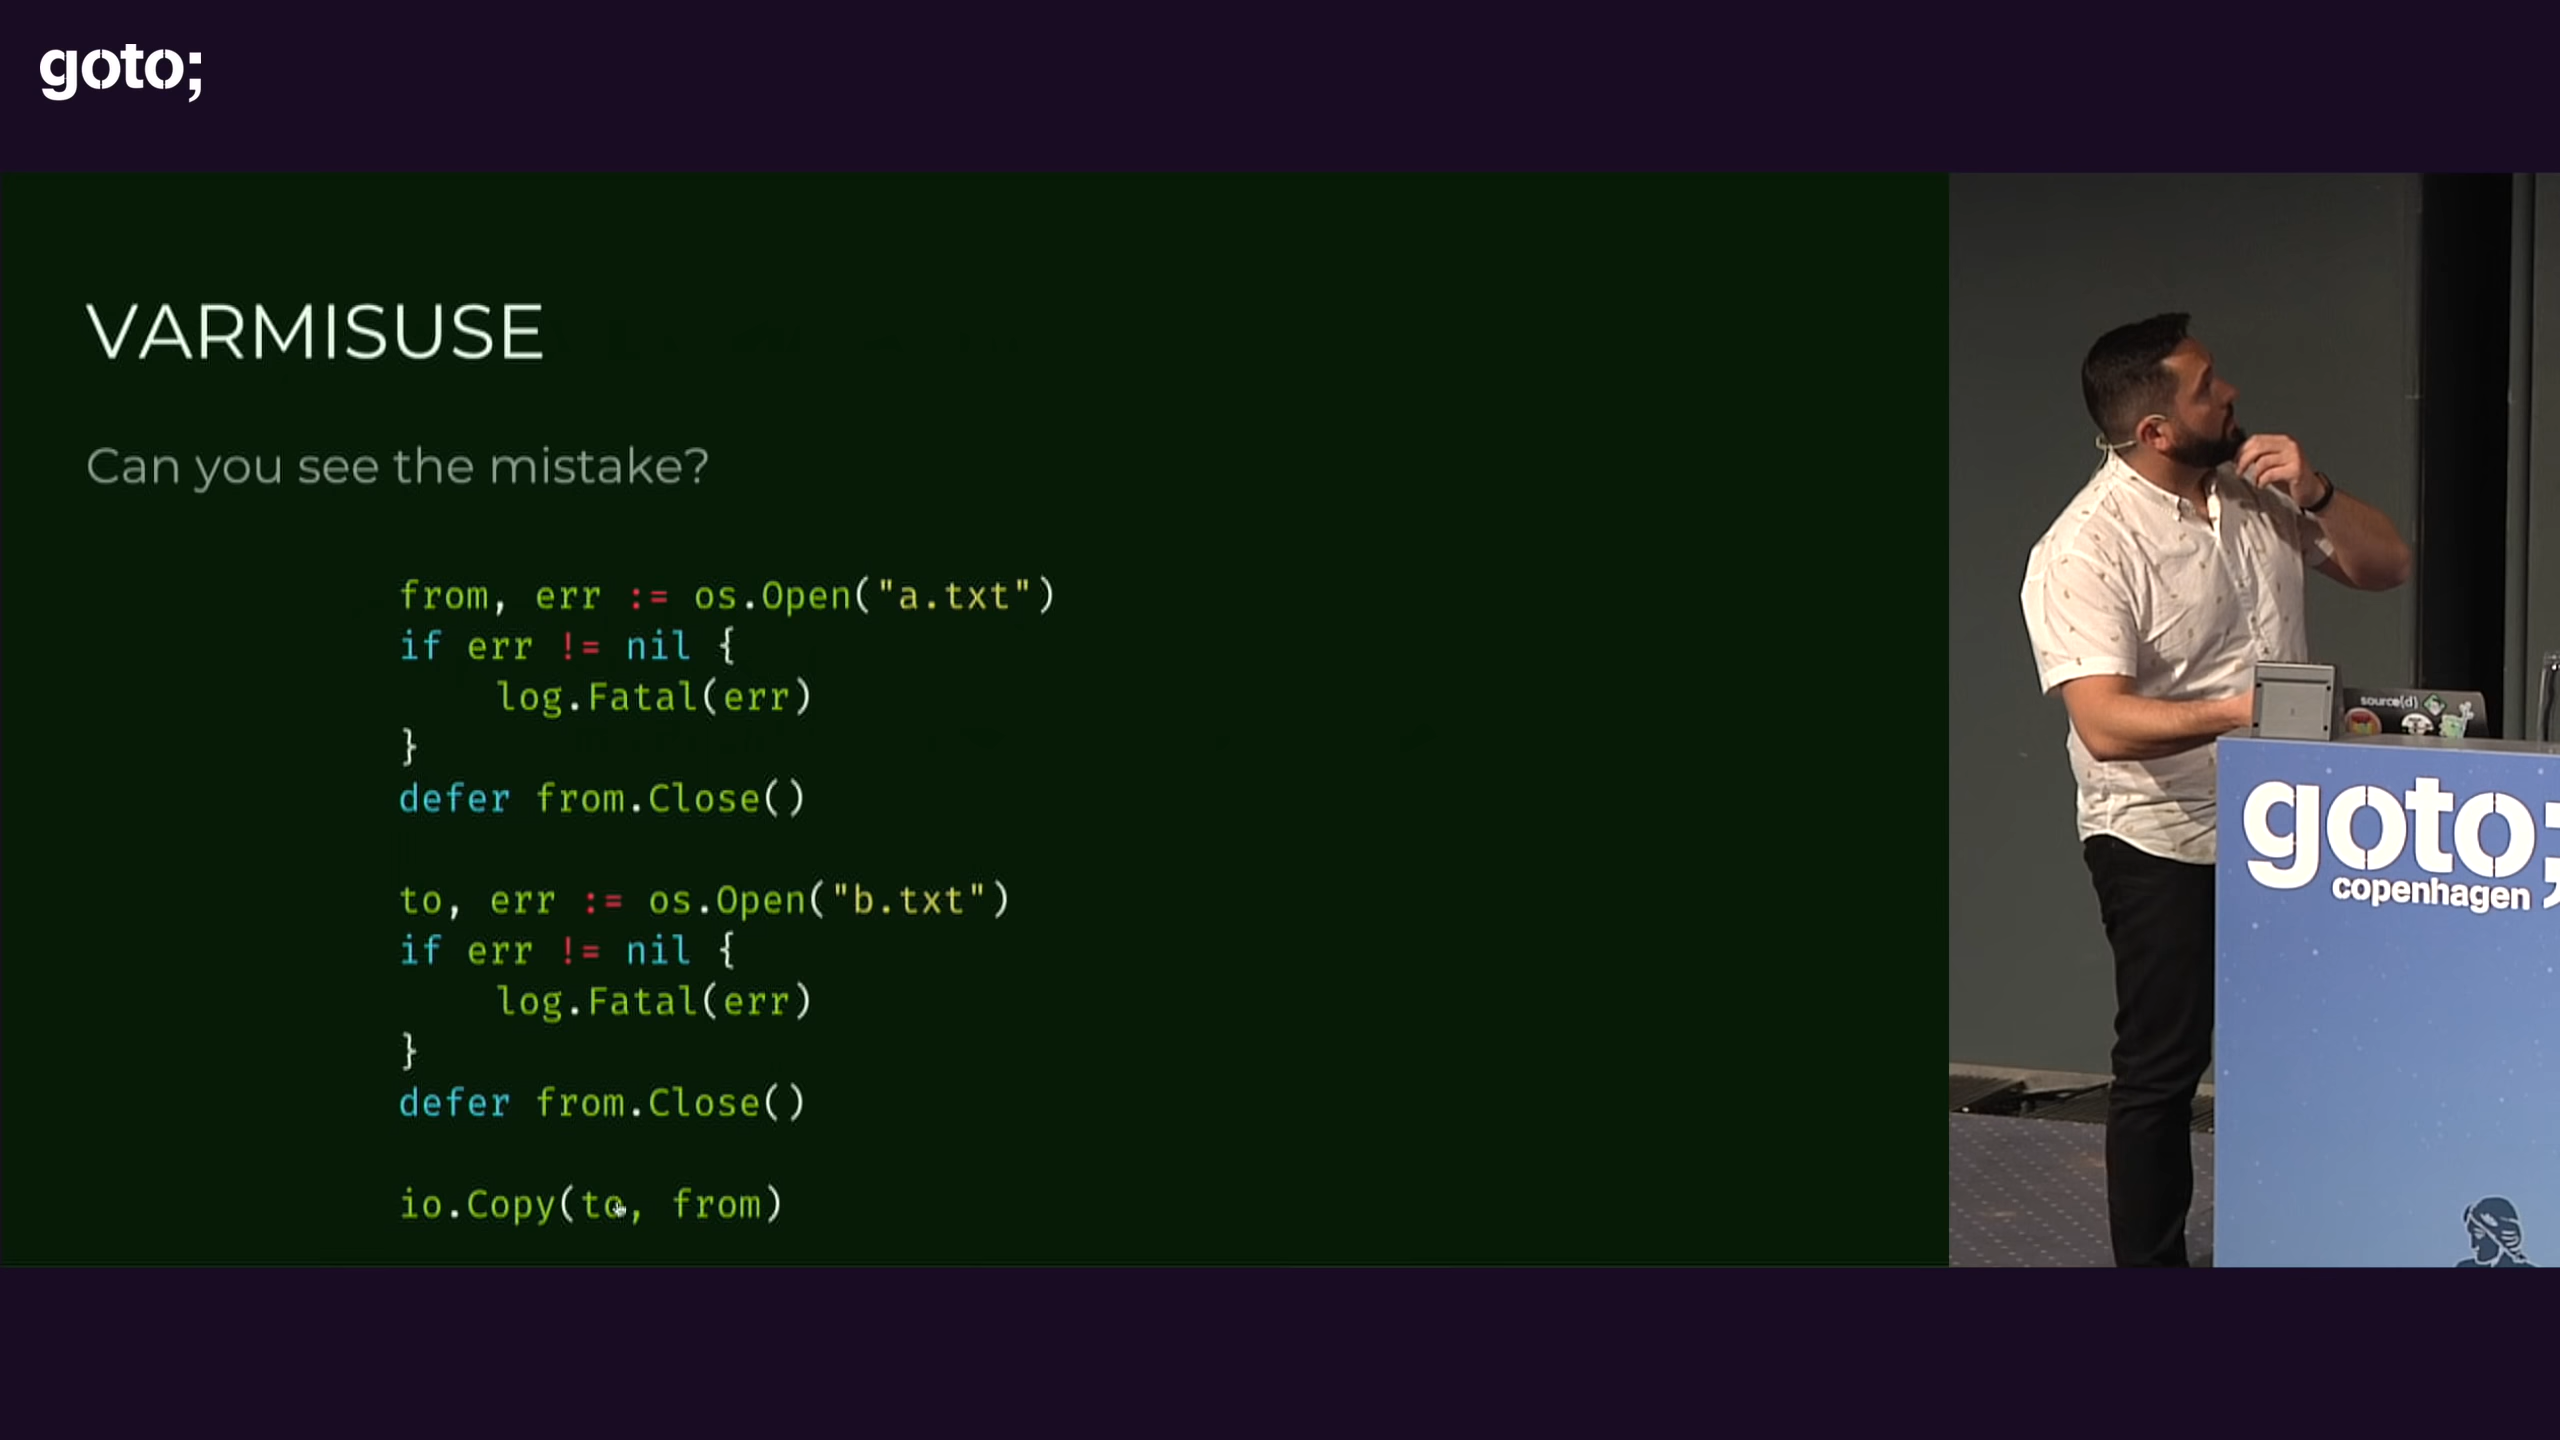 goto;
VARMISUSE
Can you see the mistake?
from, err := os.Open("a.txt")
if err != nil {
    log.Fatal(err)
}
defer from.Close()
to, err := os.Open("b.txt")
if err != nil {
    log.Fatal(err)
}
defer from.Close()
io.Copy(to, from)
source{d}
goto;
copenhagen